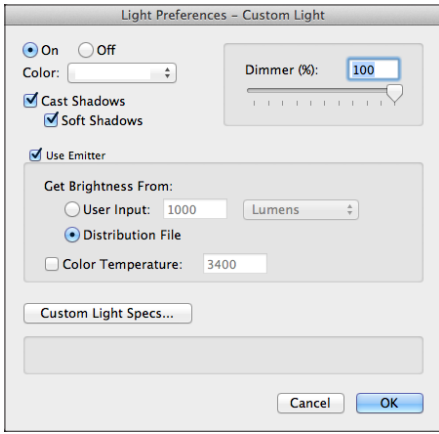 Light Preferences – Custom Light
On Off
Color:
Dimmer (%): 100
Cast Shadows
Soft Shadows
Use Emitter
Get Brightness From:
User Input: 1000 Lumens
Distribution File
Color Temperature: 3400
Custom Light Specs...
Cancel OK